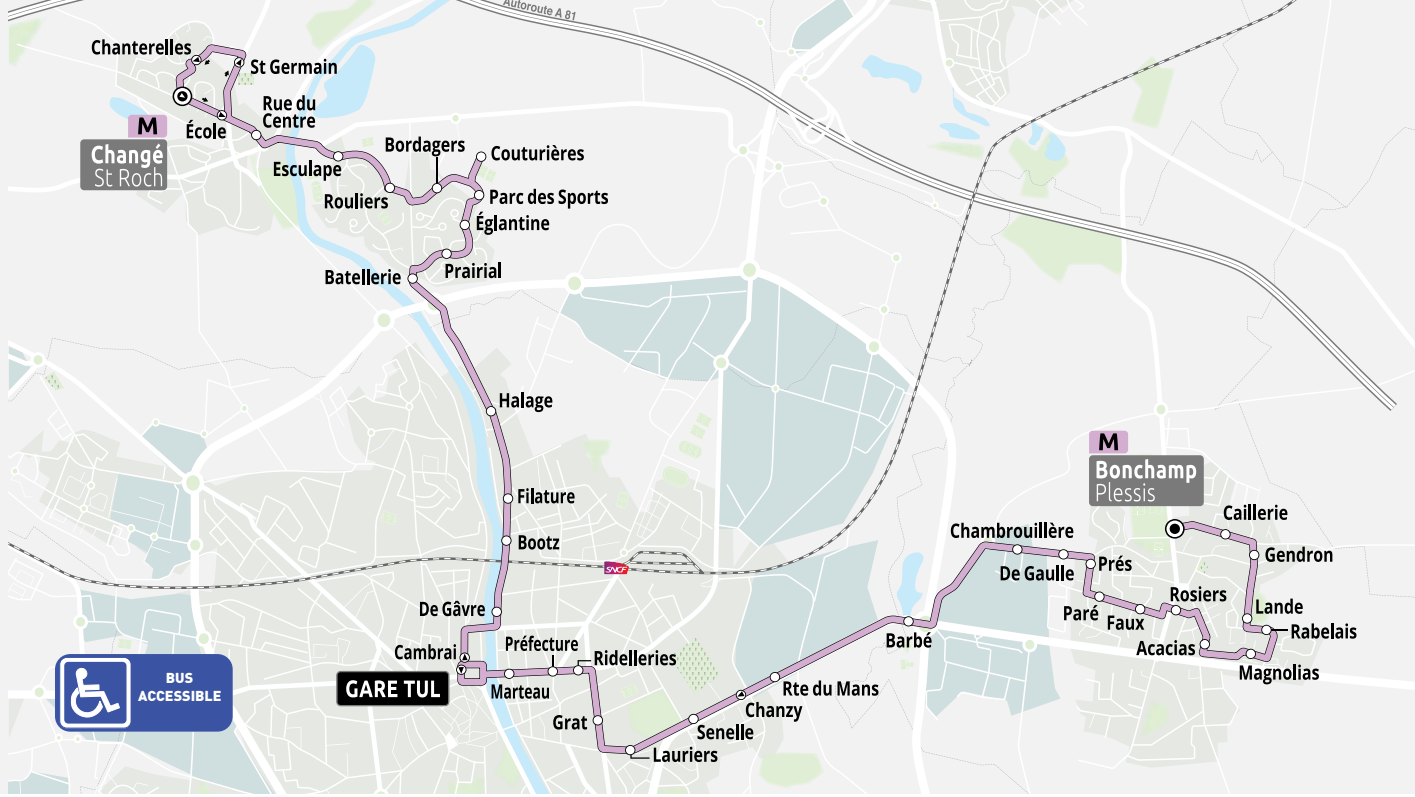 Autoroute A 81
Chanterelles
St Germain
Rue du
Centre
École
M
Changé
St Roch
Esculape
Bordagers
Couturières
Rouliers
Parc des Sports
Églantine
Batellerie
Prairial
Halage
Filature
Bootz
SNCF
De Gâvre
Cambrai
Préfecture
Ridelleries
GARE TUL
Marteau
Grat
Lauriers
Senelle
Chanzy
Rte du Mans
Barbé
Chambrouillère
De Gaulle
Prés
Paré
Faux
Rosiers
Acacias
Magnolias
Rabelais
Lande
Gendron
Caillerie
M
Bonchamp
Plessis
BUS
ACCESSIBLE